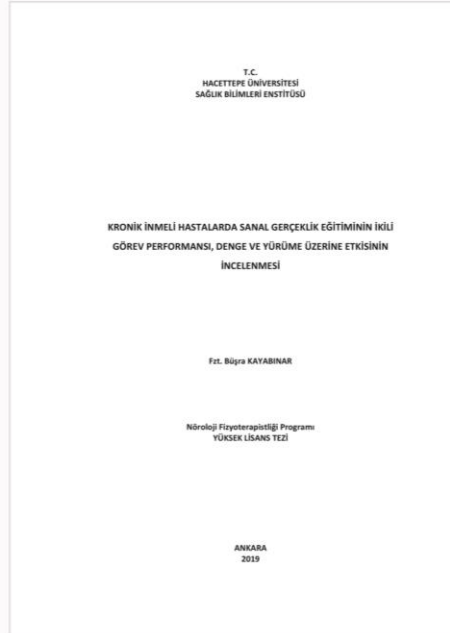 T.C.
HACETTEPE ÜNİVERSİTESİ
SAĞLIK BİLİMLERİ ENSTİTÜSÜ
KRONİK İNMELİ HASTALARDA SANAL GERÇEKLİK EĞİTİMİNİN İKİLİ
GÖREV PERFORMANSI, DENGE VE YÜRÜME ÜZERİNE ETKİSİNİN
İNCELENMESİ
Fzt. Büşra KAYABINAR
Nöroloji Fizyoterapistliği Programı
YÜKSEK LİSANS TEZİ
ANKARA
2019